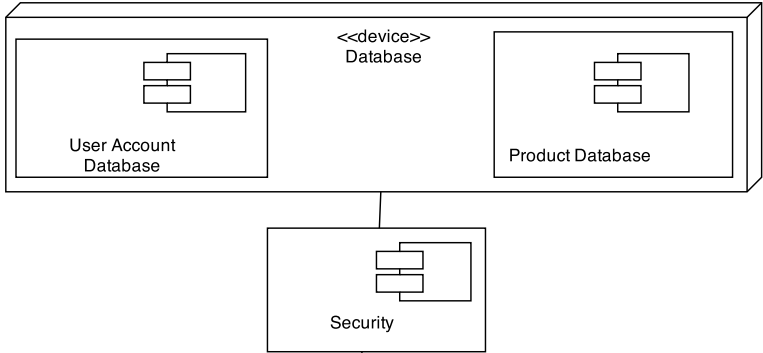 <<device>>
Database
User Account
Database
Product Database
Security